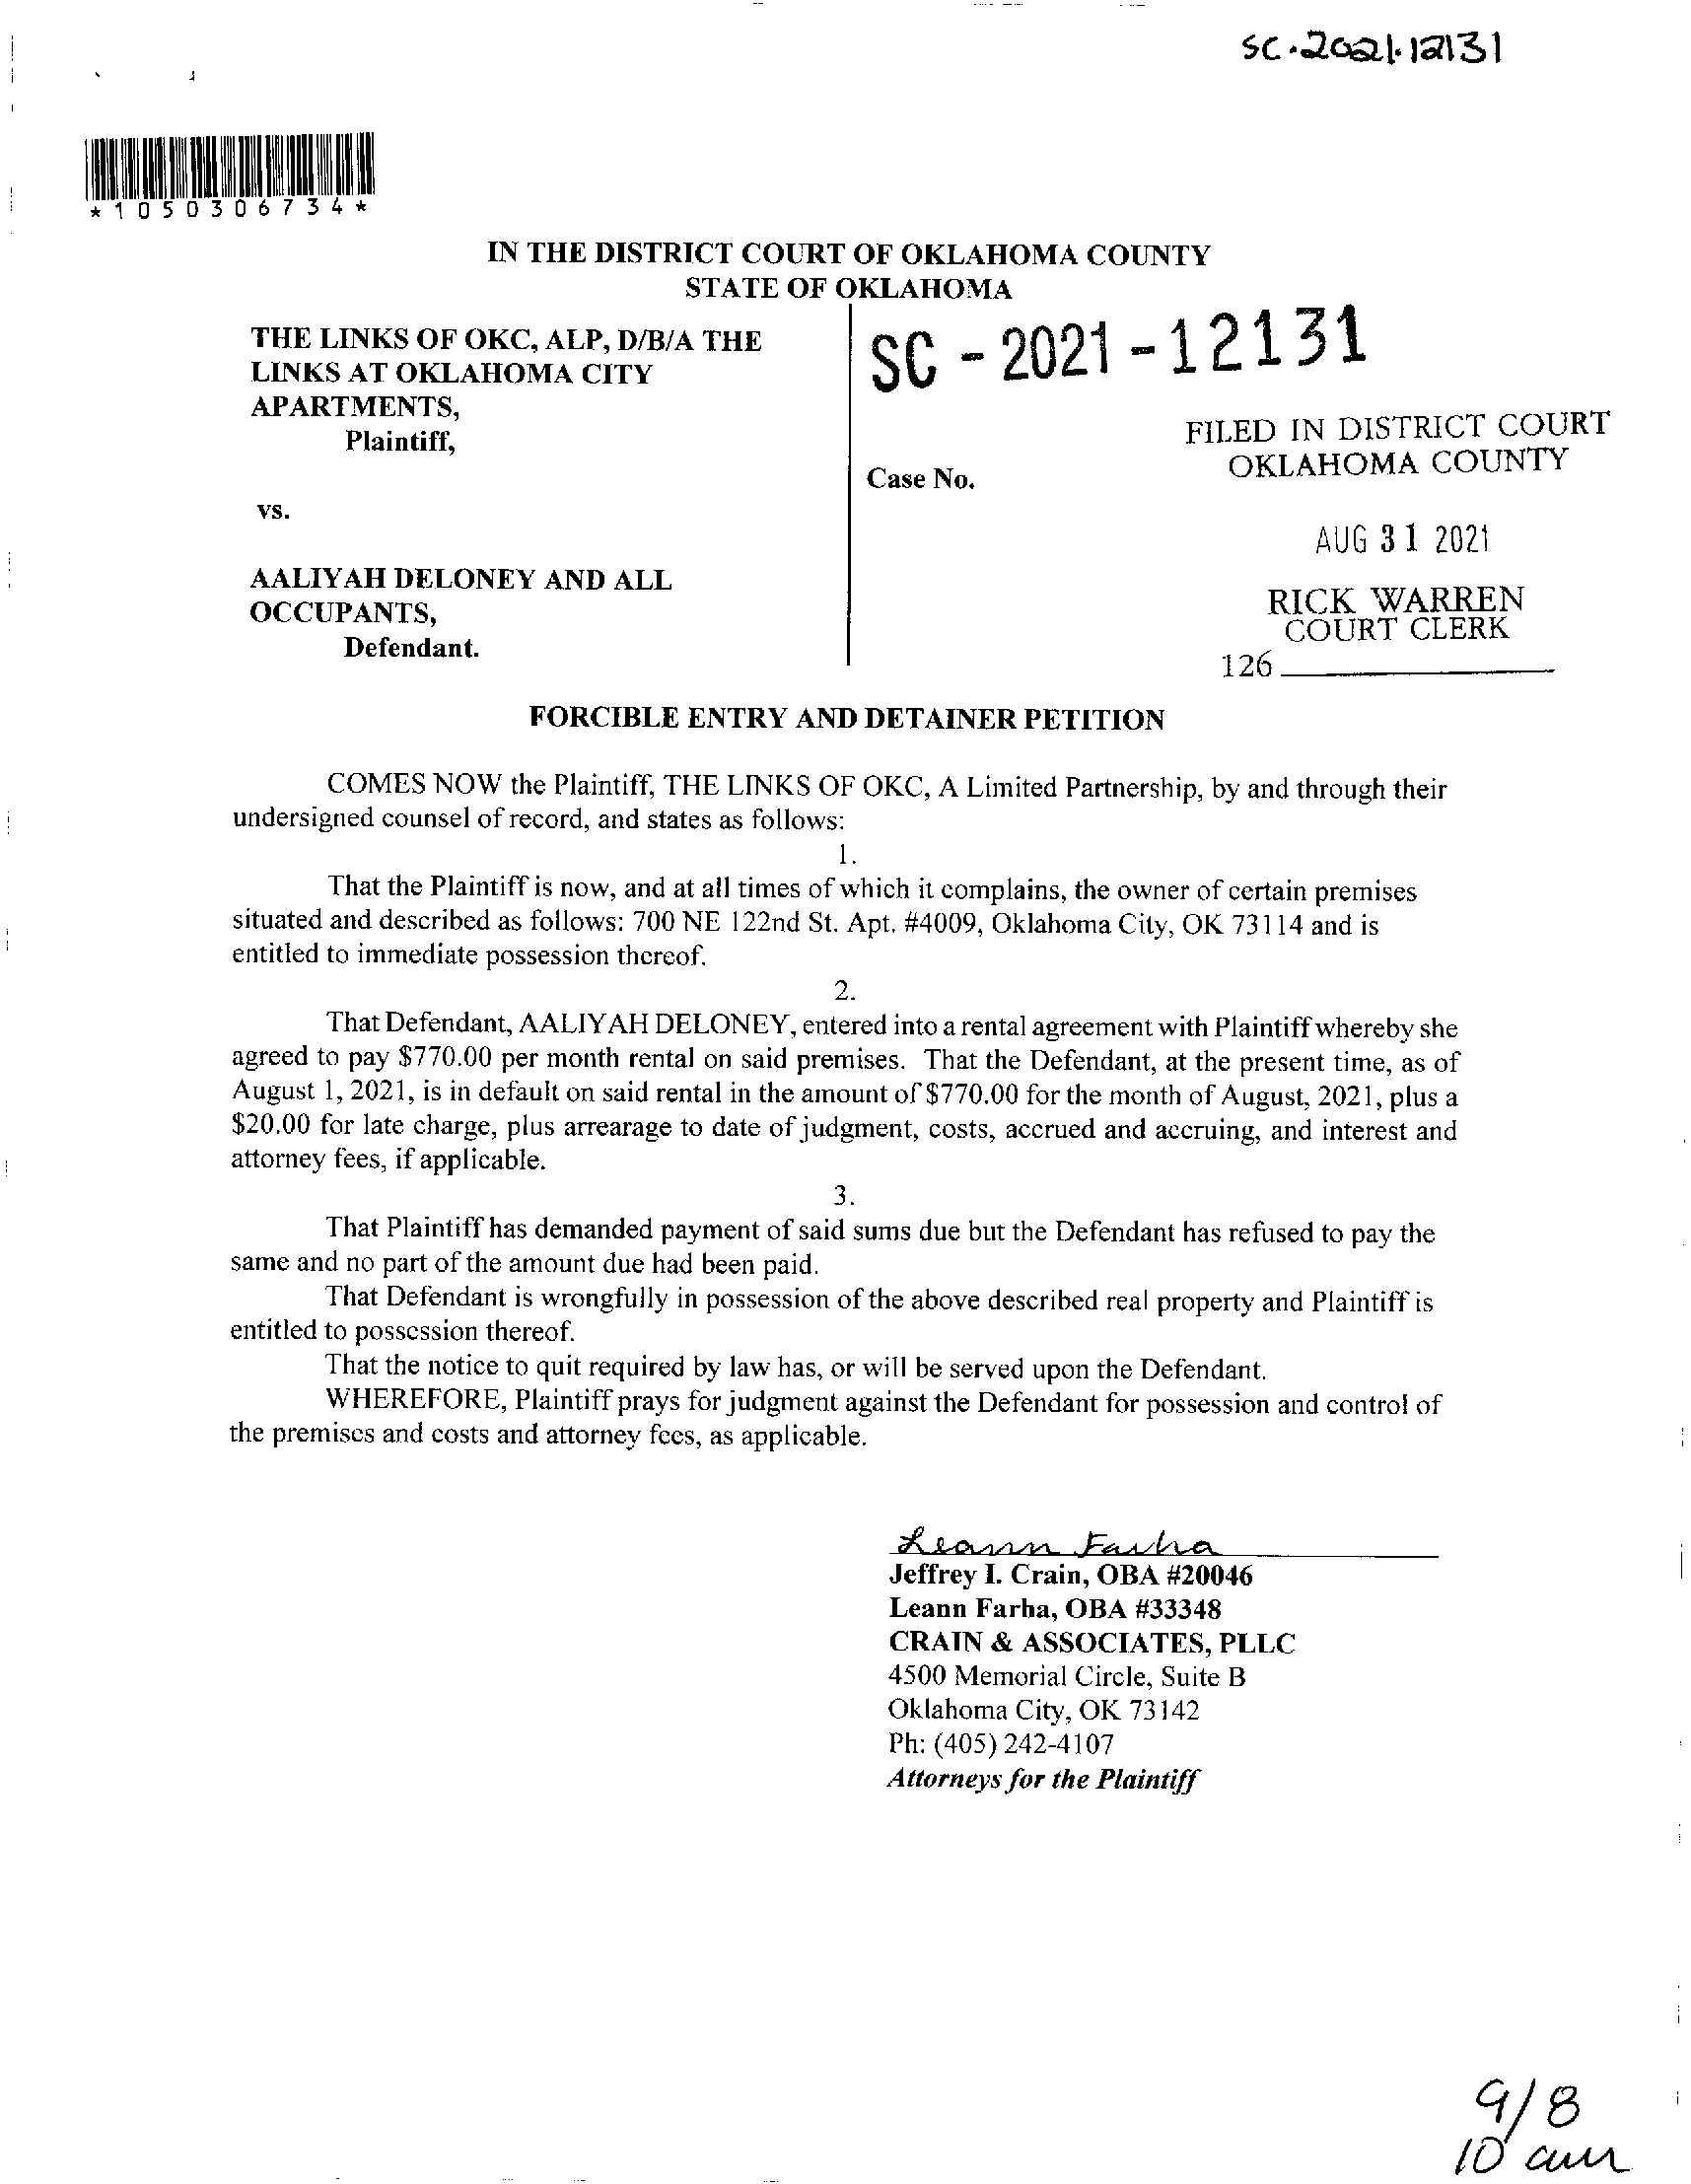 SC-2021-12131
*1050306734*
IN THE DISTRICT COURT OF OKLAHOMA COUNTY
STATE OF OKLAHOMA
THE LINKS OF OKC, ALP, D/B/A THE
LINKS AT OKLAHOMA CITY
APARTMENTS,
Plaintiff,
vs.
AALIYAH DELONEY AND ALL
OCCUPANTS,
Defendant.
SC - 2021 - 12131
Case No.
FILED IN DISTRICT COURT
OKLAHOMA COUNTY
AUG 31 2021
RICK WARREN
COURT CLERK
126
FORCIBLE ENTRY AND DETAINER PETITION
COMES NOW the Plaintiff, THE LINKS OF OKC, A Limited Partnership, by and through their
undersigned counsel of record, and states as follows:
1.
That the Plaintiff is now, and at all times of which it complains, the owner of certain premises
situated and described as follows: 700 NE 122nd St. Apt. #4009, Oklahoma City, OK 73114 and is
entitled to immediate possession thereof.
2.
That Defendant, AALIYAH DELONEY, entered into a rental agreement with Plaintiff whereby she
agreed to pay $770.00 per month rental on said premises. That the Defendant, at the present time, as of
August 1, 2021, is in default on said rental in the amount of $770.00 for the month of August, 2021, plus a
$20.00 for late charge, plus arrearage to date of judgment, costs, accrued and accruing, and interest and
attorney fees, if applicable.
3.
That Plaintiff has demanded payment of said sums due but the Defendant has refused to pay the
same and no part of the amount due had been paid.
That Defendant is wrongfully in possession of the above described real property and Plaintiff is
entitled to possession thereof.
That the notice to quit required by law has, or will be served upon the Defendant.
WHEREFORE, Plaintiff prays for judgment against the Defendant for possession and control of
the premises and costs and attorney fees, as applicable.
Leann Farha
Jeffrey I. Crain, OBA #20046
Leann Farha, OBA #33348
CRAIN & ASSOCIATES, PLLC
4500 Memorial Circle, Suite B
Oklahoma City, OK 73142
Ph: (405) 242-4107
Attorneys for the Plaintiff
9/8
10 am